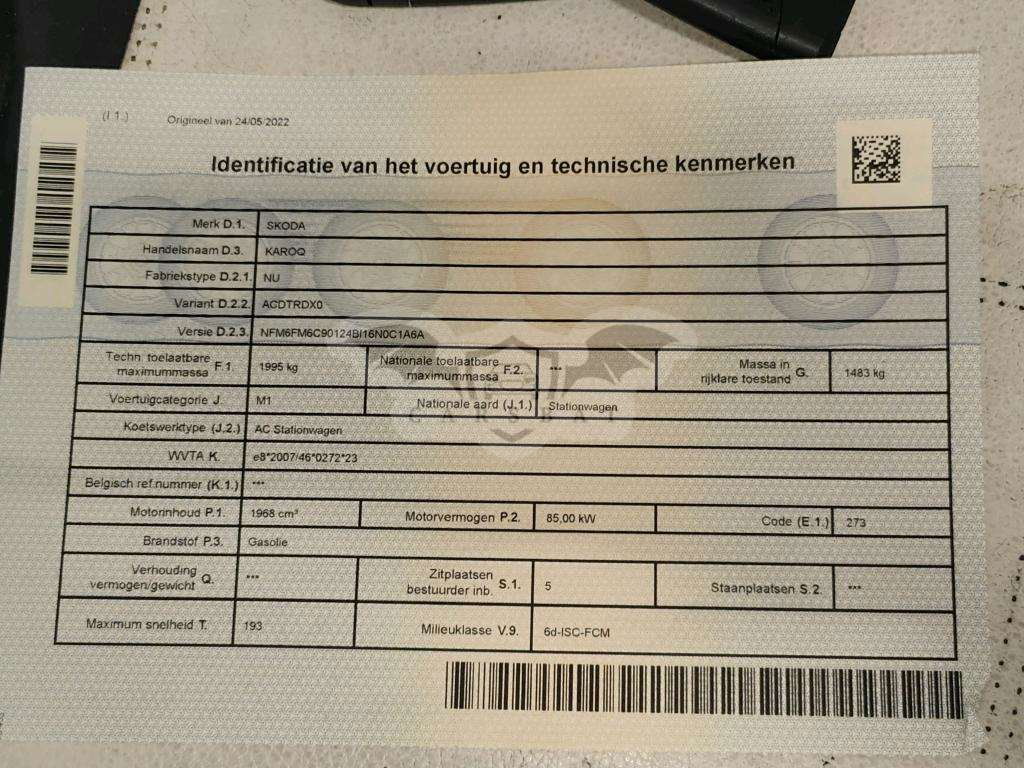 (I 1.) Origineel van 24/05/2022
Identificatie van het voertuig en technische kenmerken
Merk D.1. SKODA
Handelsnaam D.3. KAROQ
Fabriekstype D.2.1. NU
Variant D.2.2. ACDTRDX0
Versie D.2.3. NFM6FM6C90124BI16N0C1A6A
Techn. toelaatbare maximummassa F.1. 1995 kg Nationale toelaatbare maximummassa F.2. --- Massa in rijklare toestand G. 1483 kg
Voertuigcategorie J. M1 Nationale aard (J.1.) Stationwagen
CARSBAT
Koetswerktype (J.2.) AC Stationwagen
WVTA K. e8*2007/46*0272*23
Belgisch ref.nummer (K.1.) ---
Motorinhoud P.1. 1968 cm³ Motorvermogen P.2. 85,00 kW Code (E.1.) 273
Brandstof P.3. Gasolie
Verhouding vermogen/gewicht Q. --- Zitplaatsen bestuurder inb. S.1. 5 Staanplaatsen S.2. ---
Maximum snelheid T. 193 Milieuklasse V.9. 6d-ISC-FCM